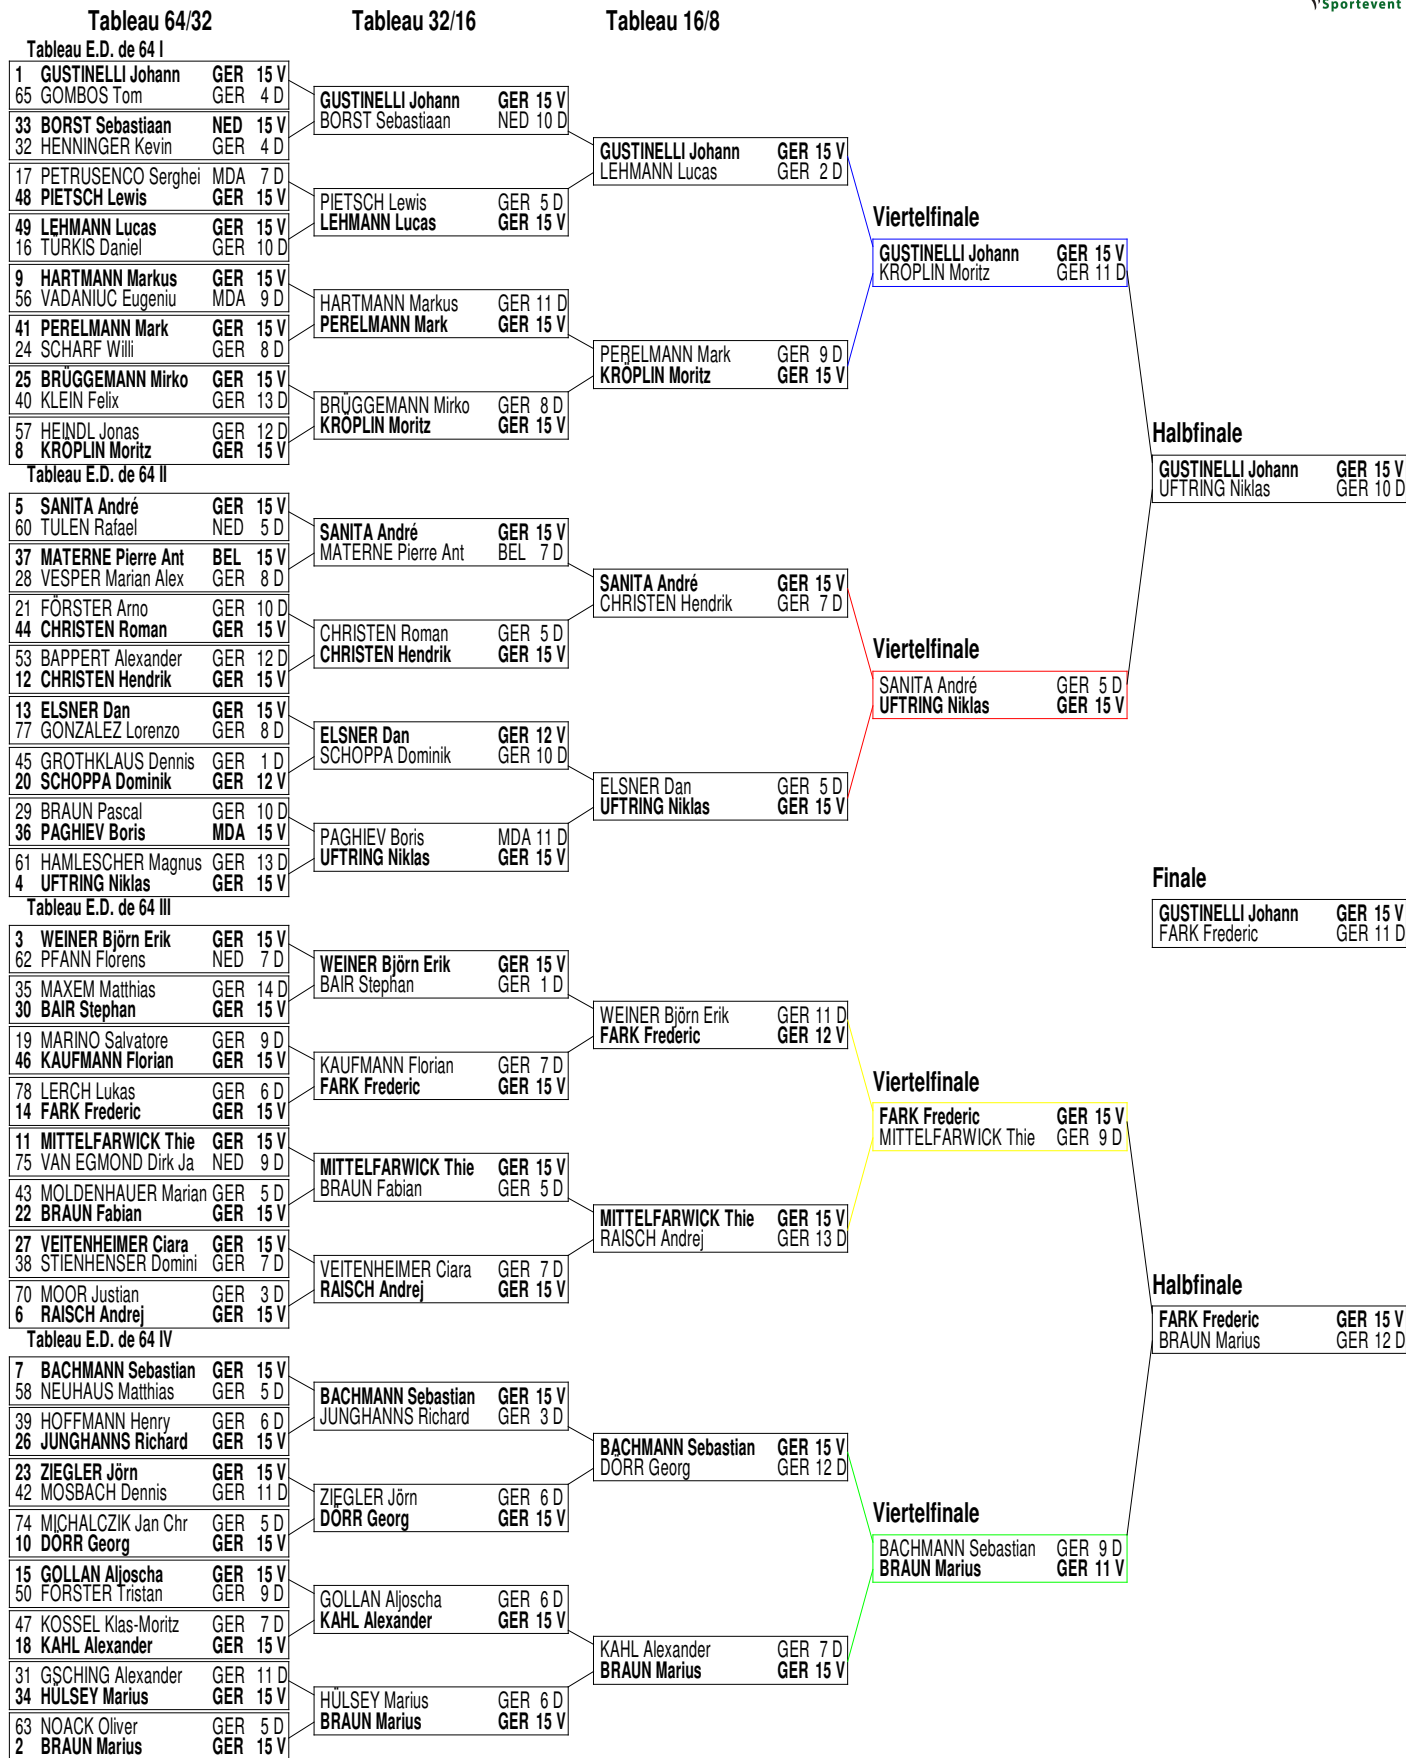 Sportevent
Tableau 64/32
Tableau 32/16
Tableau 16/8
Tableau E.D. de 64 I
1 GUSTINELLI Johann GER 15 V
65 GOMBOS Tom GER 4 D
33 BORST Sebastiaan NED 15 V
32 HENNINGER Kevin GER 4 D
17 PETRUSENCO Serghei MDA 7 D
48 PIETSCH Lewis GER 15 V
49 LEHMANN Lucas GER 15 V
16 TÜRKIS Daniel GER 10 D
9 HARTMANN Markus GER 15 V
56 VADANIUC Eugeniu MDA 9 D
41 PERELMANN Mark GER 15 V
24 SCHARF Willi GER 8 D
25 BRÜGGEMANN Mirko GER 15 V
40 KLEIN Felix GER 13 D
57 HEINDL Jonas GER 12 D
8 KRÖPLIN Moritz GER 15 V
Tableau E.D. de 64 II
5 SANITA André GER 15 V
60 TULEN Rafael NED 5 D
37 MATERNE Pierre Ant BEL 15 V
28 VESPER Marian Alex GER 8 D
21 FÖRSTER Arno GER 10 D
44 CHRISTEN Roman GER 15 V
53 BAPPERT Alexander GER 12 D
12 CHRISTEN Hendrik GER 15 V
13 ELSNER Dan GER 15 V
77 GONZALEZ Lorenzo GER 8 D
45 GROTHKLAUS Dennis GER 1 D
20 SCHOPPA Dominik GER 12 V
29 BRAUN Pascal GER 10 D
36 PAGHIEV Boris MDA 15 V
61 HAMLESCHER Magnus GER 13 D
4 UFTRING Niklas GER 15 V
Tableau E.D. de 64 III
3 WEINER Björn Erik GER 15 V
62 PFANN Florens NED 7 D
35 MAXEM Matthias GER 14 D
30 BAIR Stephan GER 15 V
19 MARINO Salvatore GER 9 D
46 KAUFMANN Florian GER 15 V
78 LERCH Lukas GER 6 D
14 FARK Frederic GER 15 V
11 MITTELFARWICK Thie GER 15 V
75 VAN EGMOND Dirk Ja NED 9 D
43 MOLDENHAUER Marian GER 5 D
22 BRAUN Fabian GER 15 V
27 VEITENHEIMER Ciara GER 15 V
38 STIENHENSER Domini GER 7 D
70 MOOR Justian GER 3 D
6 RAISCH Andrej GER 15 V
Tableau E.D. de 64 IV
7 BACHMANN Sebastian GER 15 V
58 NEUHAUS Matthias GER 5 D
39 HOFFMANN Henry GER 6 D
26 JUNGHANNS Richard GER 15 V
23 ZIEGLER Jörn GER 15 V
42 MOSBACH Dennis GER 11 D
74 MICHALCZIK Jan Chr GER 5 D
10 DÖRR Georg GER 15 V
15 GOLLAN Aljoscha GER 15 V
50 FÖRSTER Tristan GER 9 D
47 KOSSEL Klas-Moritz GER 7 D
18 KAHL Alexander GER 15 V
31 GSCHING Alexander GER 11 D
34 HÜLSEY Marius GER 15 V
63 NOACK Oliver GER 5 D
2 BRAUN Marius GER 15 V
GUSTINELLI Johann GER 15 V
BORST Sebastiaan NED 10 D
PIETSCH Lewis GER 5 D
LEHMANN Lucas GER 15 V
HARTMANN Markus GER 11 D
PERELMANN Mark GER 15 V
BRÜGGEMANN Mirko GER 8 D
KRÖPLIN Moritz GER 15 V
SANITA André GER 15 V
MATERNE Pierre Ant BEL 7 D
CHRISTEN Roman GER 5 D
CHRISTEN Hendrik GER 15 V
ELSNER Dan GER 12 V
SCHOPPA Dominik GER 10 D
PAGHIEV Boris MDA 11 D
UFTRING Niklas GER 15 V
WEINER Björn Erik GER 15 V
BAIR Stephan GER 1 D
KAUFMANN Florian GER 7 D
FARK Frederic GER 15 V
MITTELFARWICK Thie GER 15 V
BRAUN Fabian GER 5 D
VEITENHEIMER Ciara GER 7 D
RAISCH Andrej GER 15 V
BACHMANN Sebastian GER 15 V
JUNGHANNS Richard GER 3 D
ZIEGLER Jörn GER 6 D
DÖRR Georg GER 15 V
GOLLAN Aljoscha GER 6 D
KAHL Alexander GER 15 V
HÜLSEY Marius GER 6 D
BRAUN Marius GER 15 V
GUSTINELLI Johann GER 15 V
LEHMANN Lucas GER 2 D
PERELMANN Mark GER 9 D
KRÖPLIN Moritz GER 15 V
SANITA André GER 15 V
CHRISTEN Hendrik GER 7 D
ELSNER Dan GER 5 D
UFTRING Niklas GER 15 V
WEINER Björn Erik GER 11 D
FARK Frederic GER 12 V
MITTELFARWICK Thie GER 15 V
RAISCH Andrej GER 13 D
BACHMANN Sebastian GER 15 V
DÖRR Georg GER 12 D
KAHL Alexander GER 7 D
BRAUN Marius GER 15 V
Viertelfinale
GUSTINELLI Johann GER 15 V
KRÖPLIN Moritz GER 11 D
Viertelfinale
SANITA André GER 5 D
UFTRING Niklas GER 15 V
Viertelfinale
FARK Frederic GER 15 V
MITTELFARWICK Thie GER 9 D
Viertelfinale
BACHMANN Sebastian GER 9 D
BRAUN Marius GER 11 V
Halbfinale
GUSTINELLI Johann GER 15 V
UFTRING Niklas GER 10 D
Finale
GUSTINELLI Johann GER 15 V
FARK Frederic GER 11 D
Halbfinale
FARK Frederic GER 15 V
BRAUN Marius GER 12 D